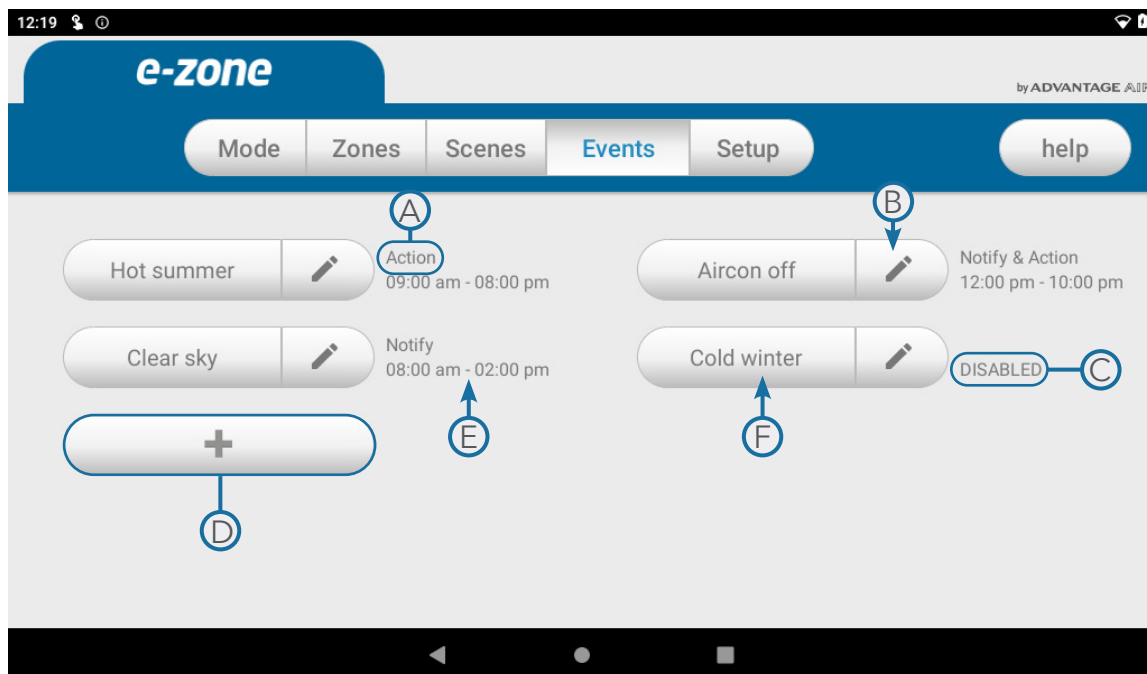 12:19
e-zone
by ADVANTAGE AIR
Mode Zones Scenes Events Setup help
A
B
Hot summer
Action
09:00 am - 08:00 pm
Aircon off
Notify & Action
12:00 pm - 10:00 pm
Clear sky
Notify
08:00 am - 02:00 pm
Cold winter
DISABLED
C
+
E
F
D